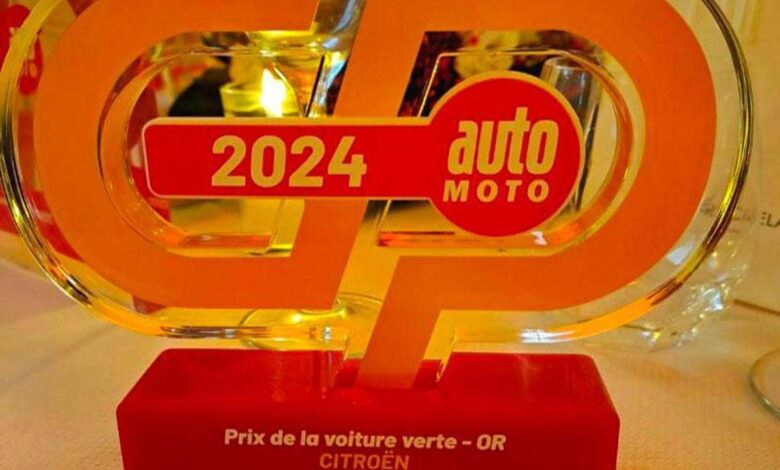 2024
auto
MOTO
Prix de la voiture verte - OR
CITROËN